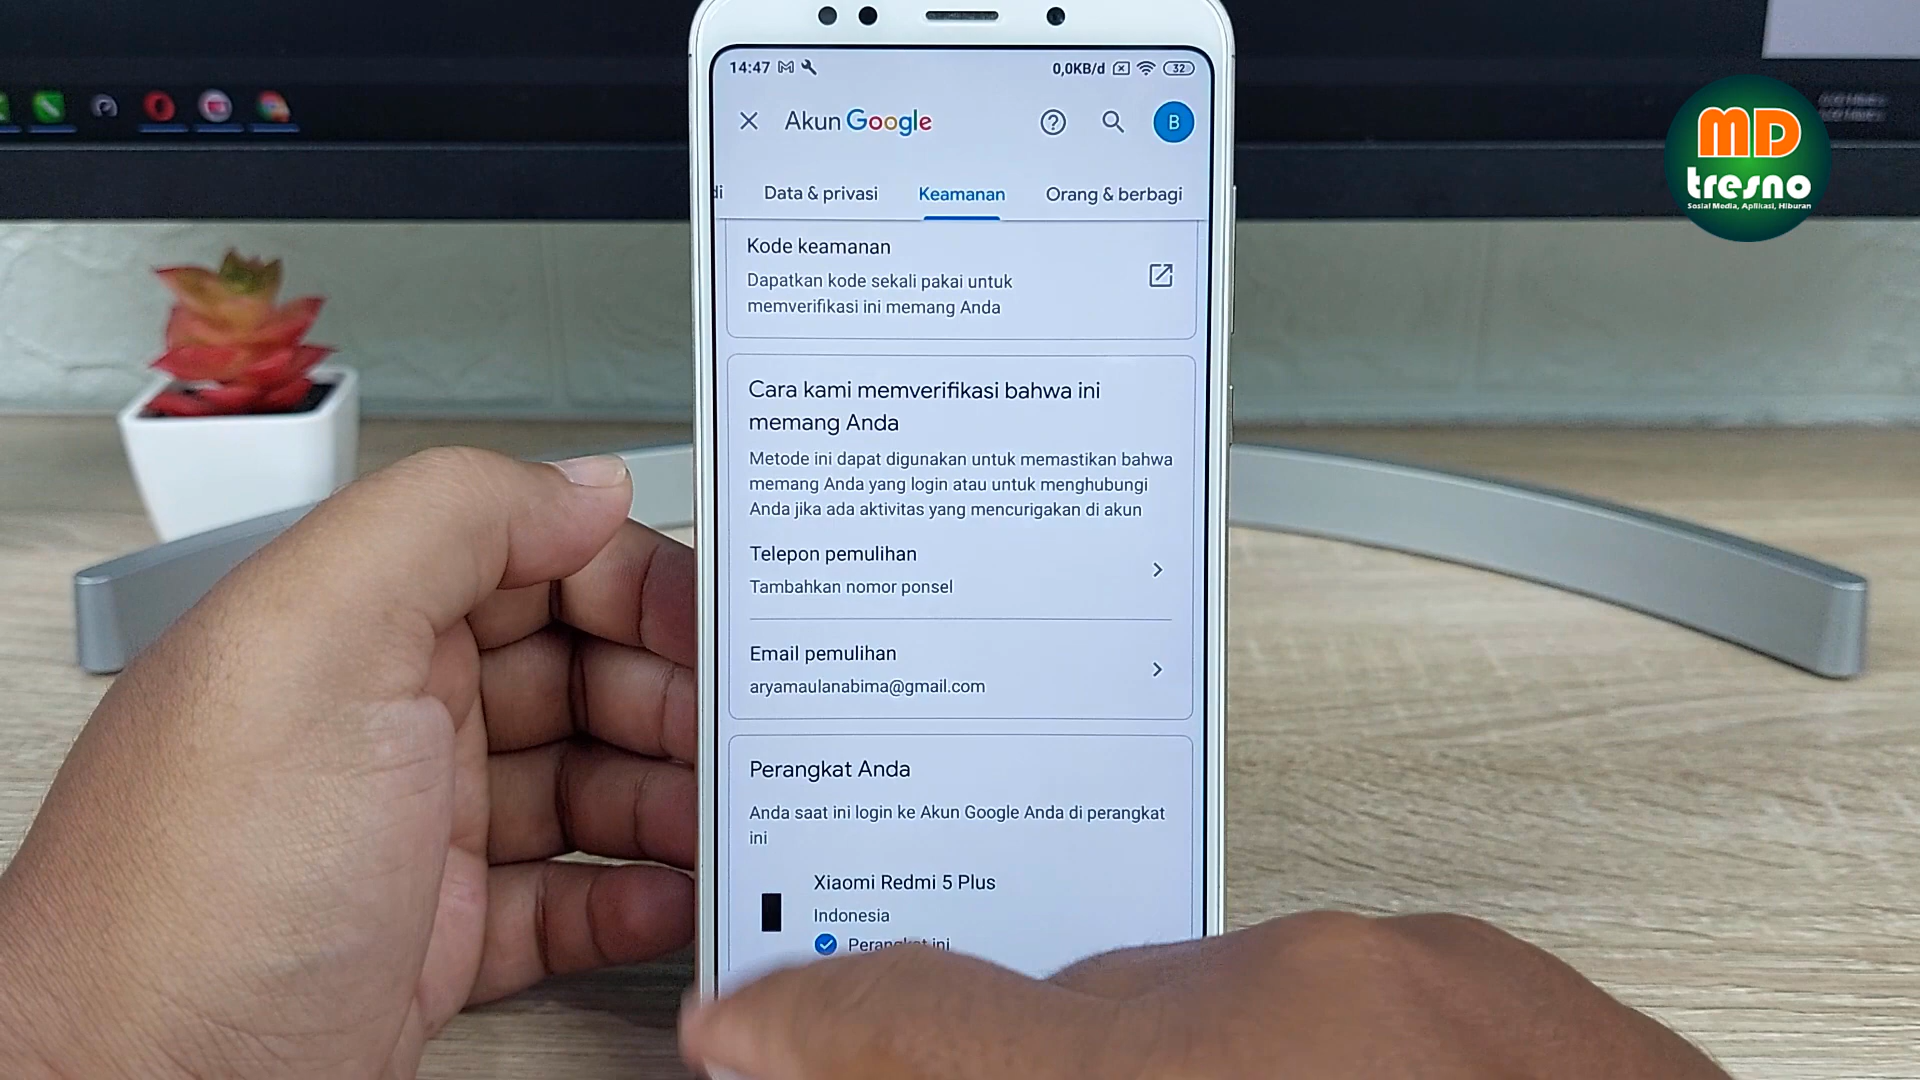 14:47
0,0KB/d
32
Akun Google
B
di
Data & privasi
Keamanan
Orang & berbagi
Kode keamanan
Dapatkan kode sekali pakai untuk
memverifikasi ini memang Anda
Cara kami memverifikasi bahwa ini
memang Anda
Metode ini dapat digunakan untuk memastikan bahwa
memang Anda yang login atau untuk menghubungi
Anda jika ada aktivitas yang mencurigakan di akun
Telepon pemulihan
Tambahkan nomor ponsel
Email pemulihan
aryamaulanabima@gmail.com
Perangkat Anda
Anda saat ini login ke Akun Google Anda di perangkat
ini
Xiaomi Redmi 5 Plus
Indonesia
Perangkat ini
MD
tresno
Sosial Media, Aplikasi, Hiburan